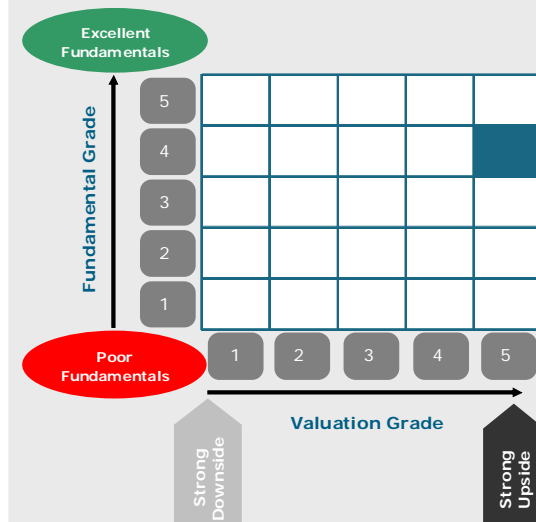 Excellent
Fundamentals
Fundamental Grade
5
4
3
2
1
Poor
Fundamentals
1
2
3
4
5
Valuation Grade
Strong
Downside
Strong
Upside